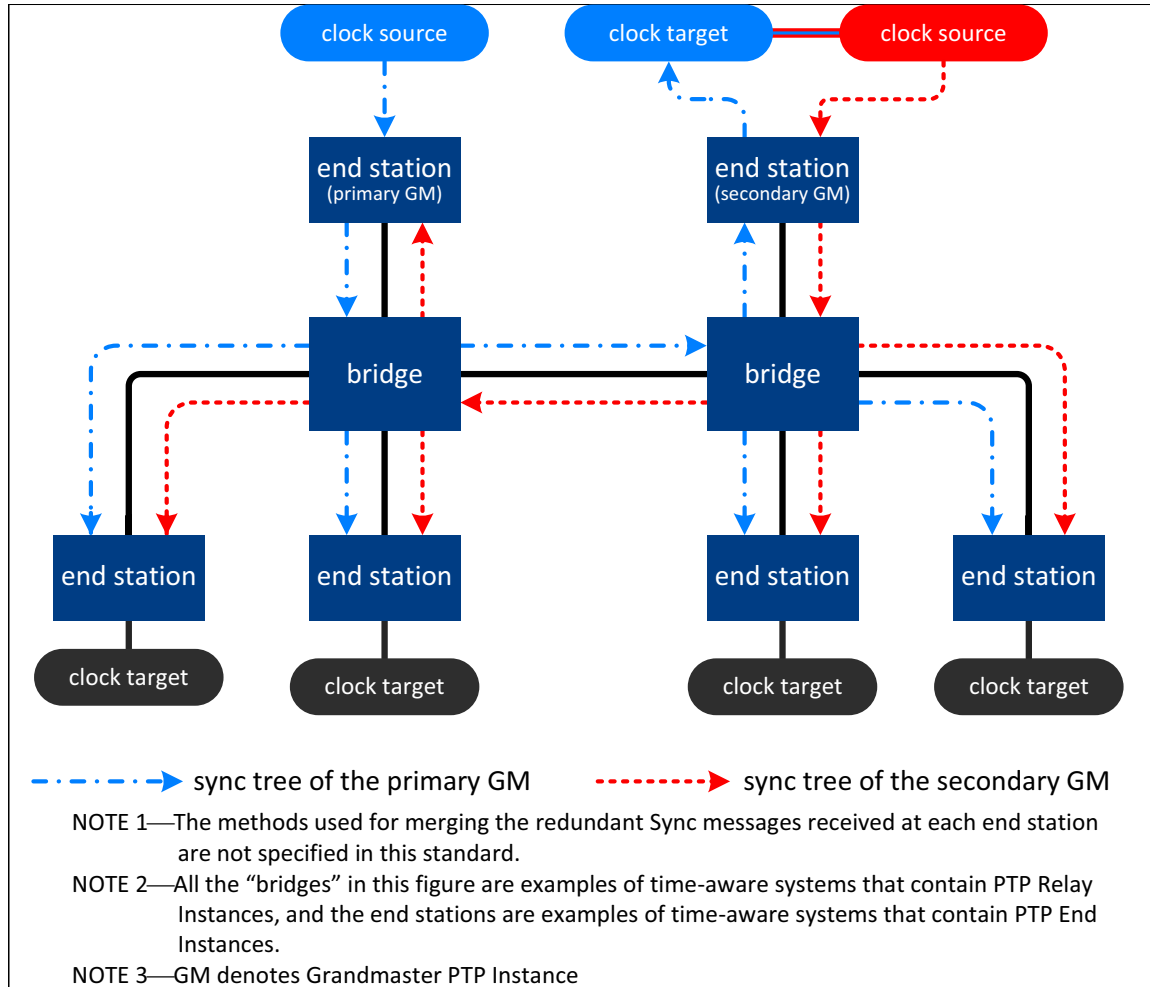 clock source
clock target
clock source
end station
(primary GM)
end station
(secondary GM)
bridge
bridge
end station
end station
end station
end station
clock target
clock target
clock target
clock target
sync tree of the primary GM
sync tree of the secondary GM
NOTE 1—The methods used for merging the redundant Sync messages received at each end station
are not specified in this standard.
NOTE 2—All the “bridges” in this figure are examples of time-aware systems that contain PTP Relay
Instances, and the end stations are examples of time-aware systems that contain PTP End
Instances.
NOTE 3—GM denotes Grandmaster PTP Instance